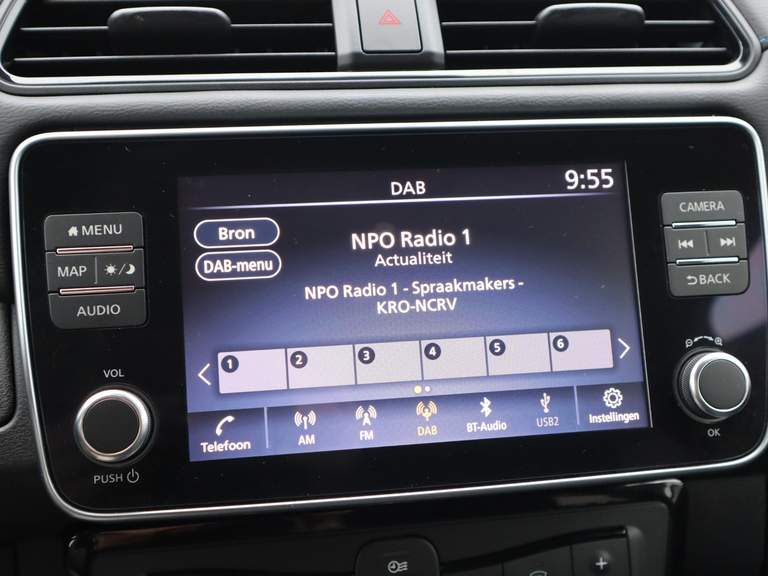 DAB
9:55
MENU
MAP
AUDIO
VOL
PUSH
Bron
DAB-menu
NPO Radio 1
Actualiteit
NPO Radio 1 - Spraakmakers -
KRO-NCRV
1 2 3 4 5 6
Telefoon
AM
FM
DAB
BT-Audio
USB2
Instellingen
CAMERA
BACK
OK